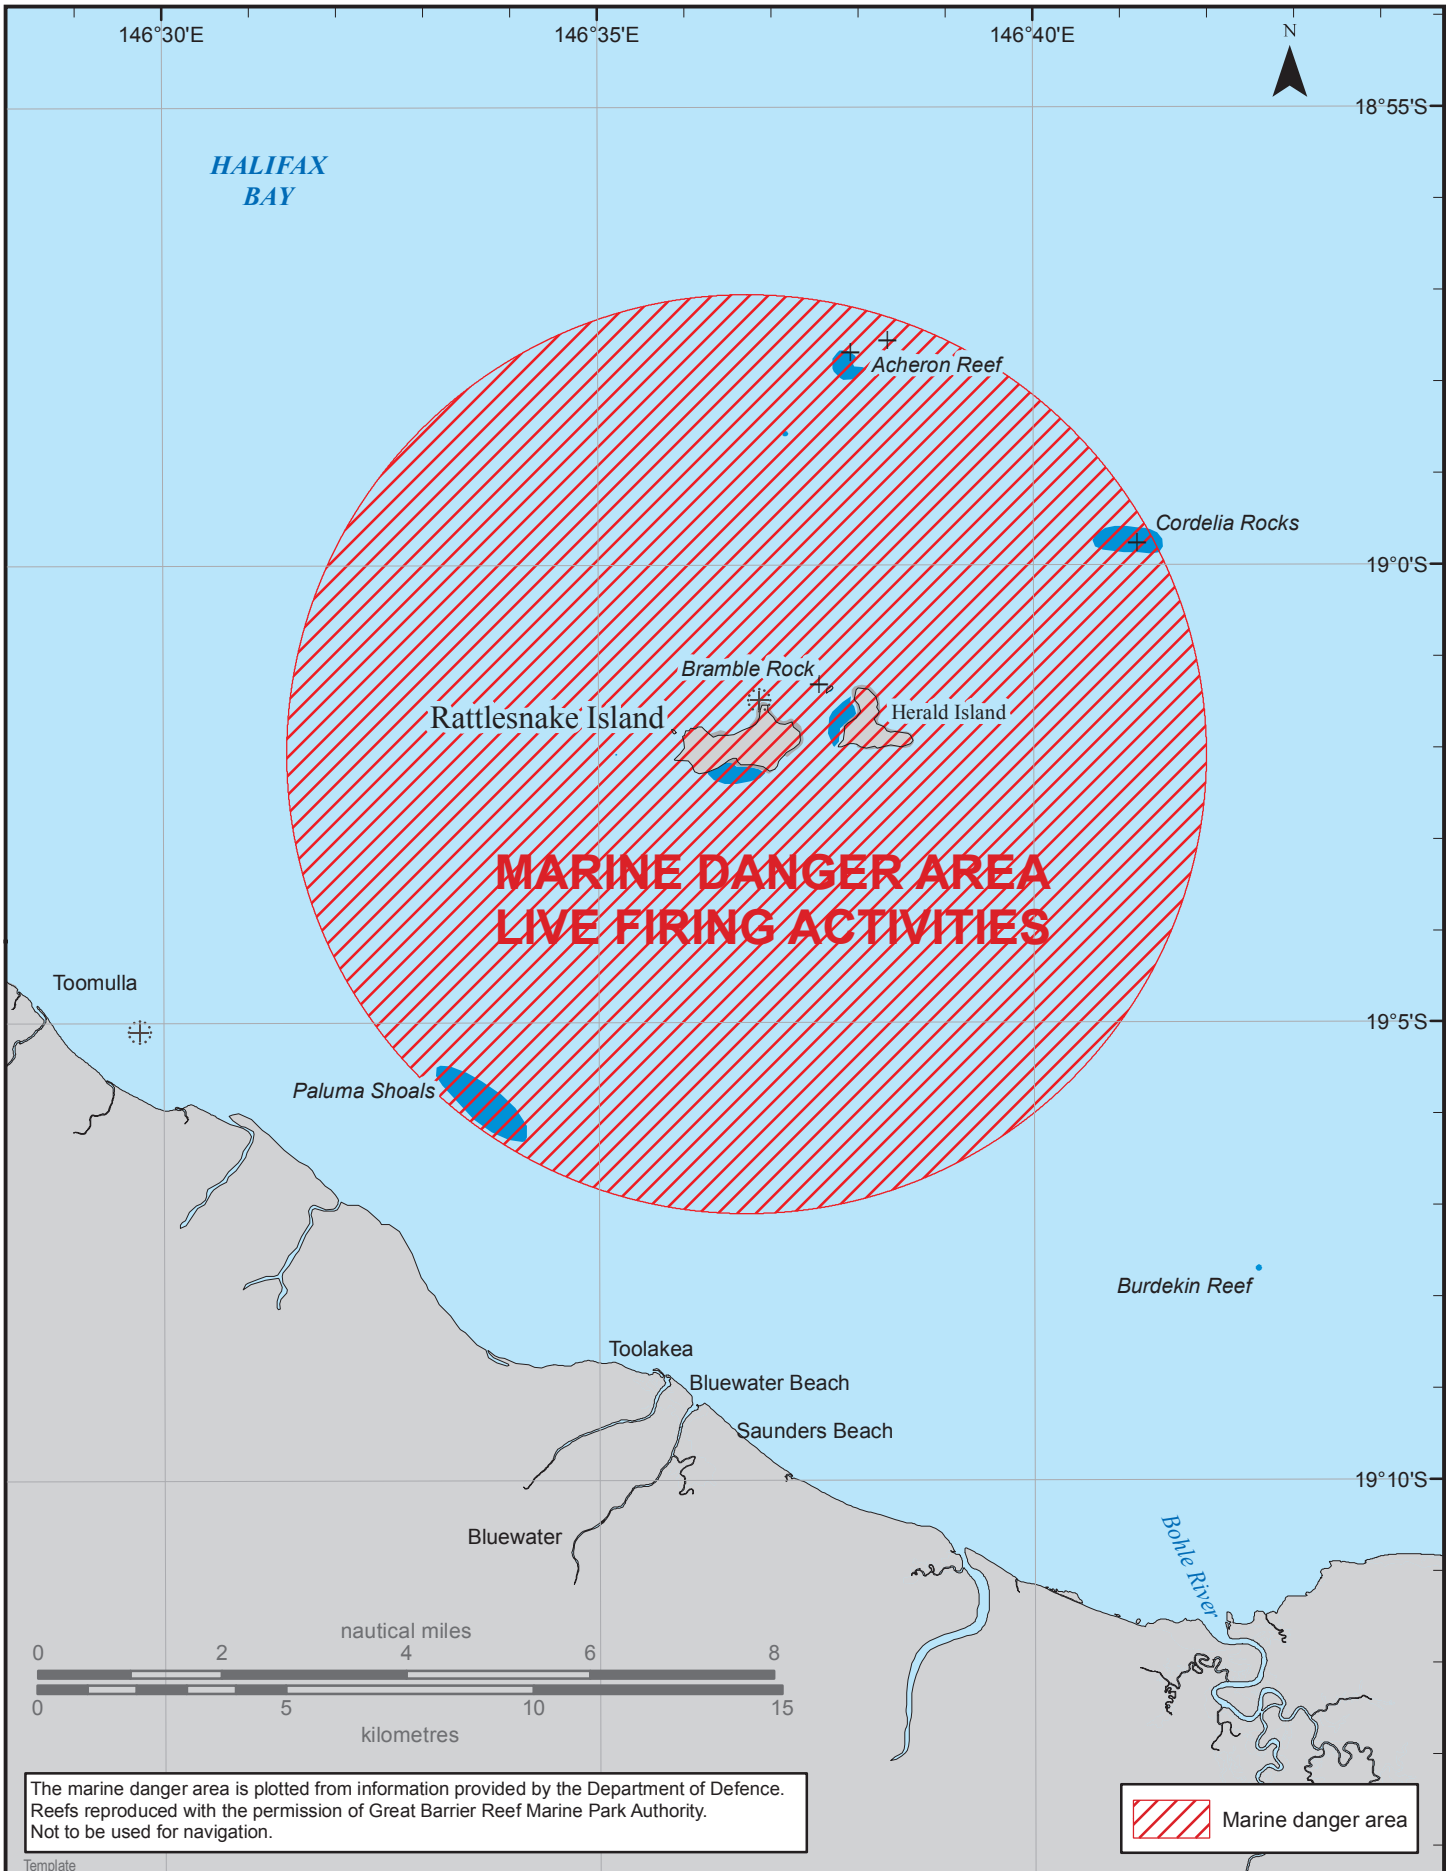 146°30'E
146°35'E
146°40'E
N
18°55'S
HALIFAX
BAY
Acheron Reef
Cordelia Rocks
19°0'S
Bramble Rock
Rattlesnake Island
Herald Island
MARINE DANGER AREA
LIVE FIRING ACTIVITIES
Toomulla
19°5'S
Paluma Shoals
Burdekin Reef
Toolakea
Bluewater Beach
Saunders Beach
19°10'S
Bluewater
Bohle River
nautical miles
0 2 4 6 8
0 5 10 15
kilometres
The marine danger area is plotted from information provided by the Department of Defence.
Reefs reproduced with the permission of Great Barrier Reef Marine Park Authority.
Not to be used for navigation.
Marine danger area
Template